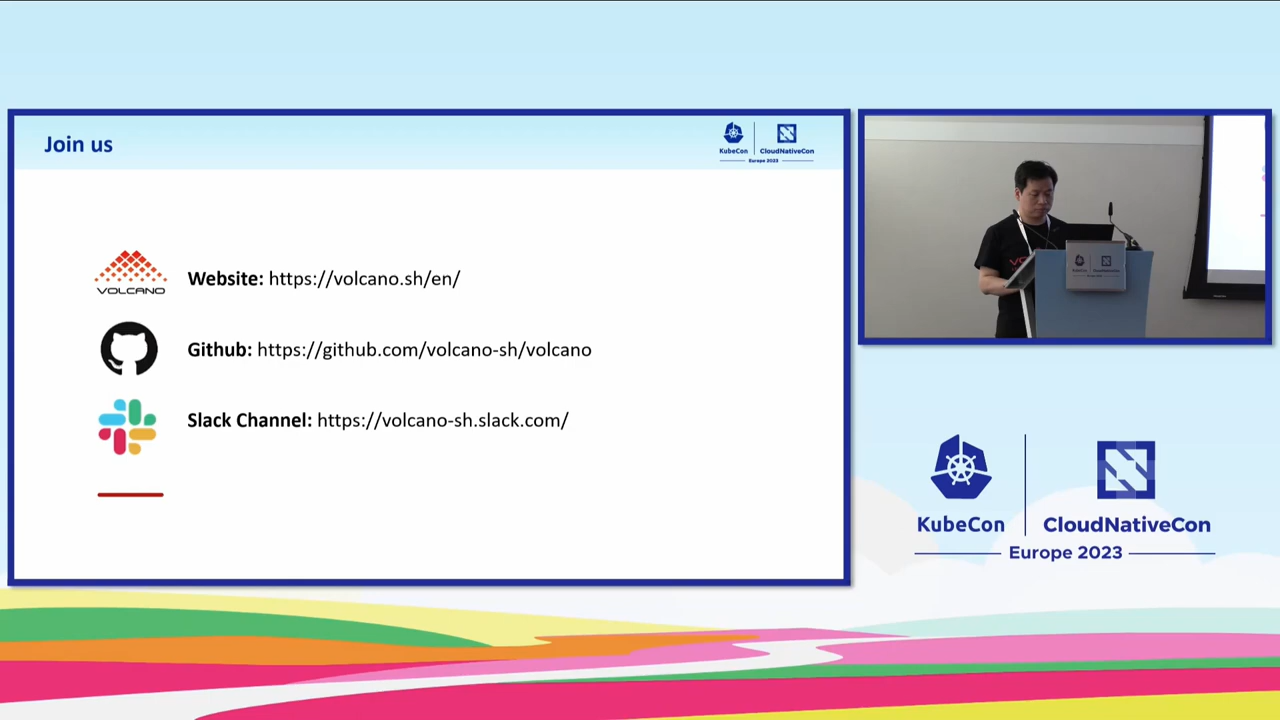 Join us
KubeCon
CloudNativeCon
Europe 2023
VOLCANO
Website: https://volcano.sh/en/
Github: https://github.com/volcano-sh/volcano
Slack Channel: https://volcano-sh.slack.com/
KubeCon
CloudNativeCon
Europe 2023